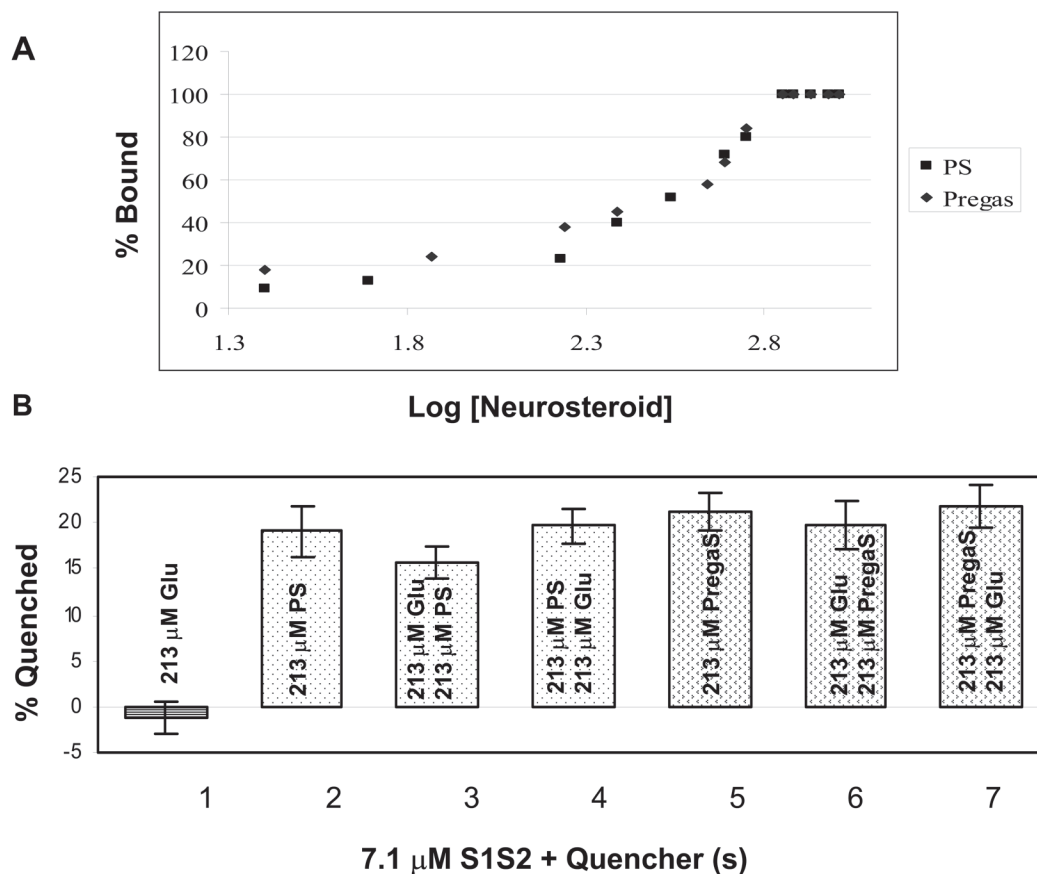 A
120
100
80
60
40
20
0
% Bound
1.3 1.8 2.3 2.8
Log [Neurosteroid]
PS
Pregas
B
25
20
15
10
5
0
-5
% Quenched
213 μM Glu
213 μM PS
213 μM Glu
213 μM PS
213 μM PS
213 μM Glu
213 μM PregaS
213 μM Glu
213 μM PregaS
213 μM PregaS
213 μM Glu
1 2 3 4 5 6 7
7.1 μM S1S2 + Quencher (s)